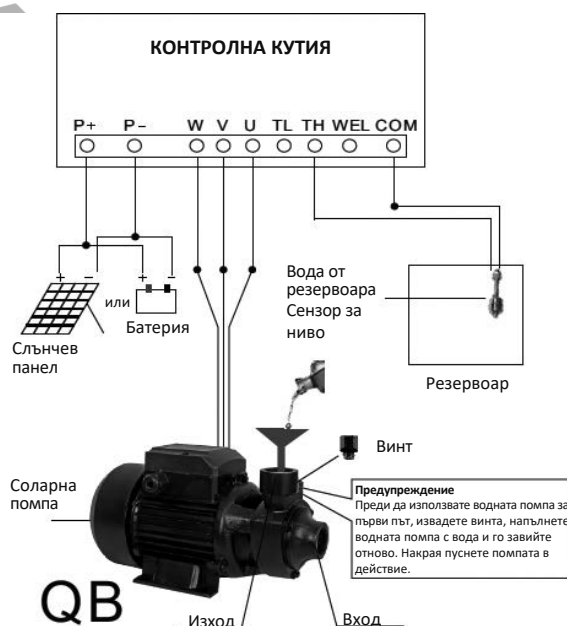 КОНТРОЛНА КУТИЯ
P+ P- W V U TL TH WEL COM
+ - + -
или
Батерия
Слънчев
панел
Вода от
резервоара
Сензор за
ниво
Резервоар
Винт
Соларна
помпа
Предупреждение
Преди да използвате водната помпа за
първи път, извадете винта, напълнете
водната помпа с вода и го завийте
отново. Накрая пуснете помпата в
действие.
QB
Изход
Вход